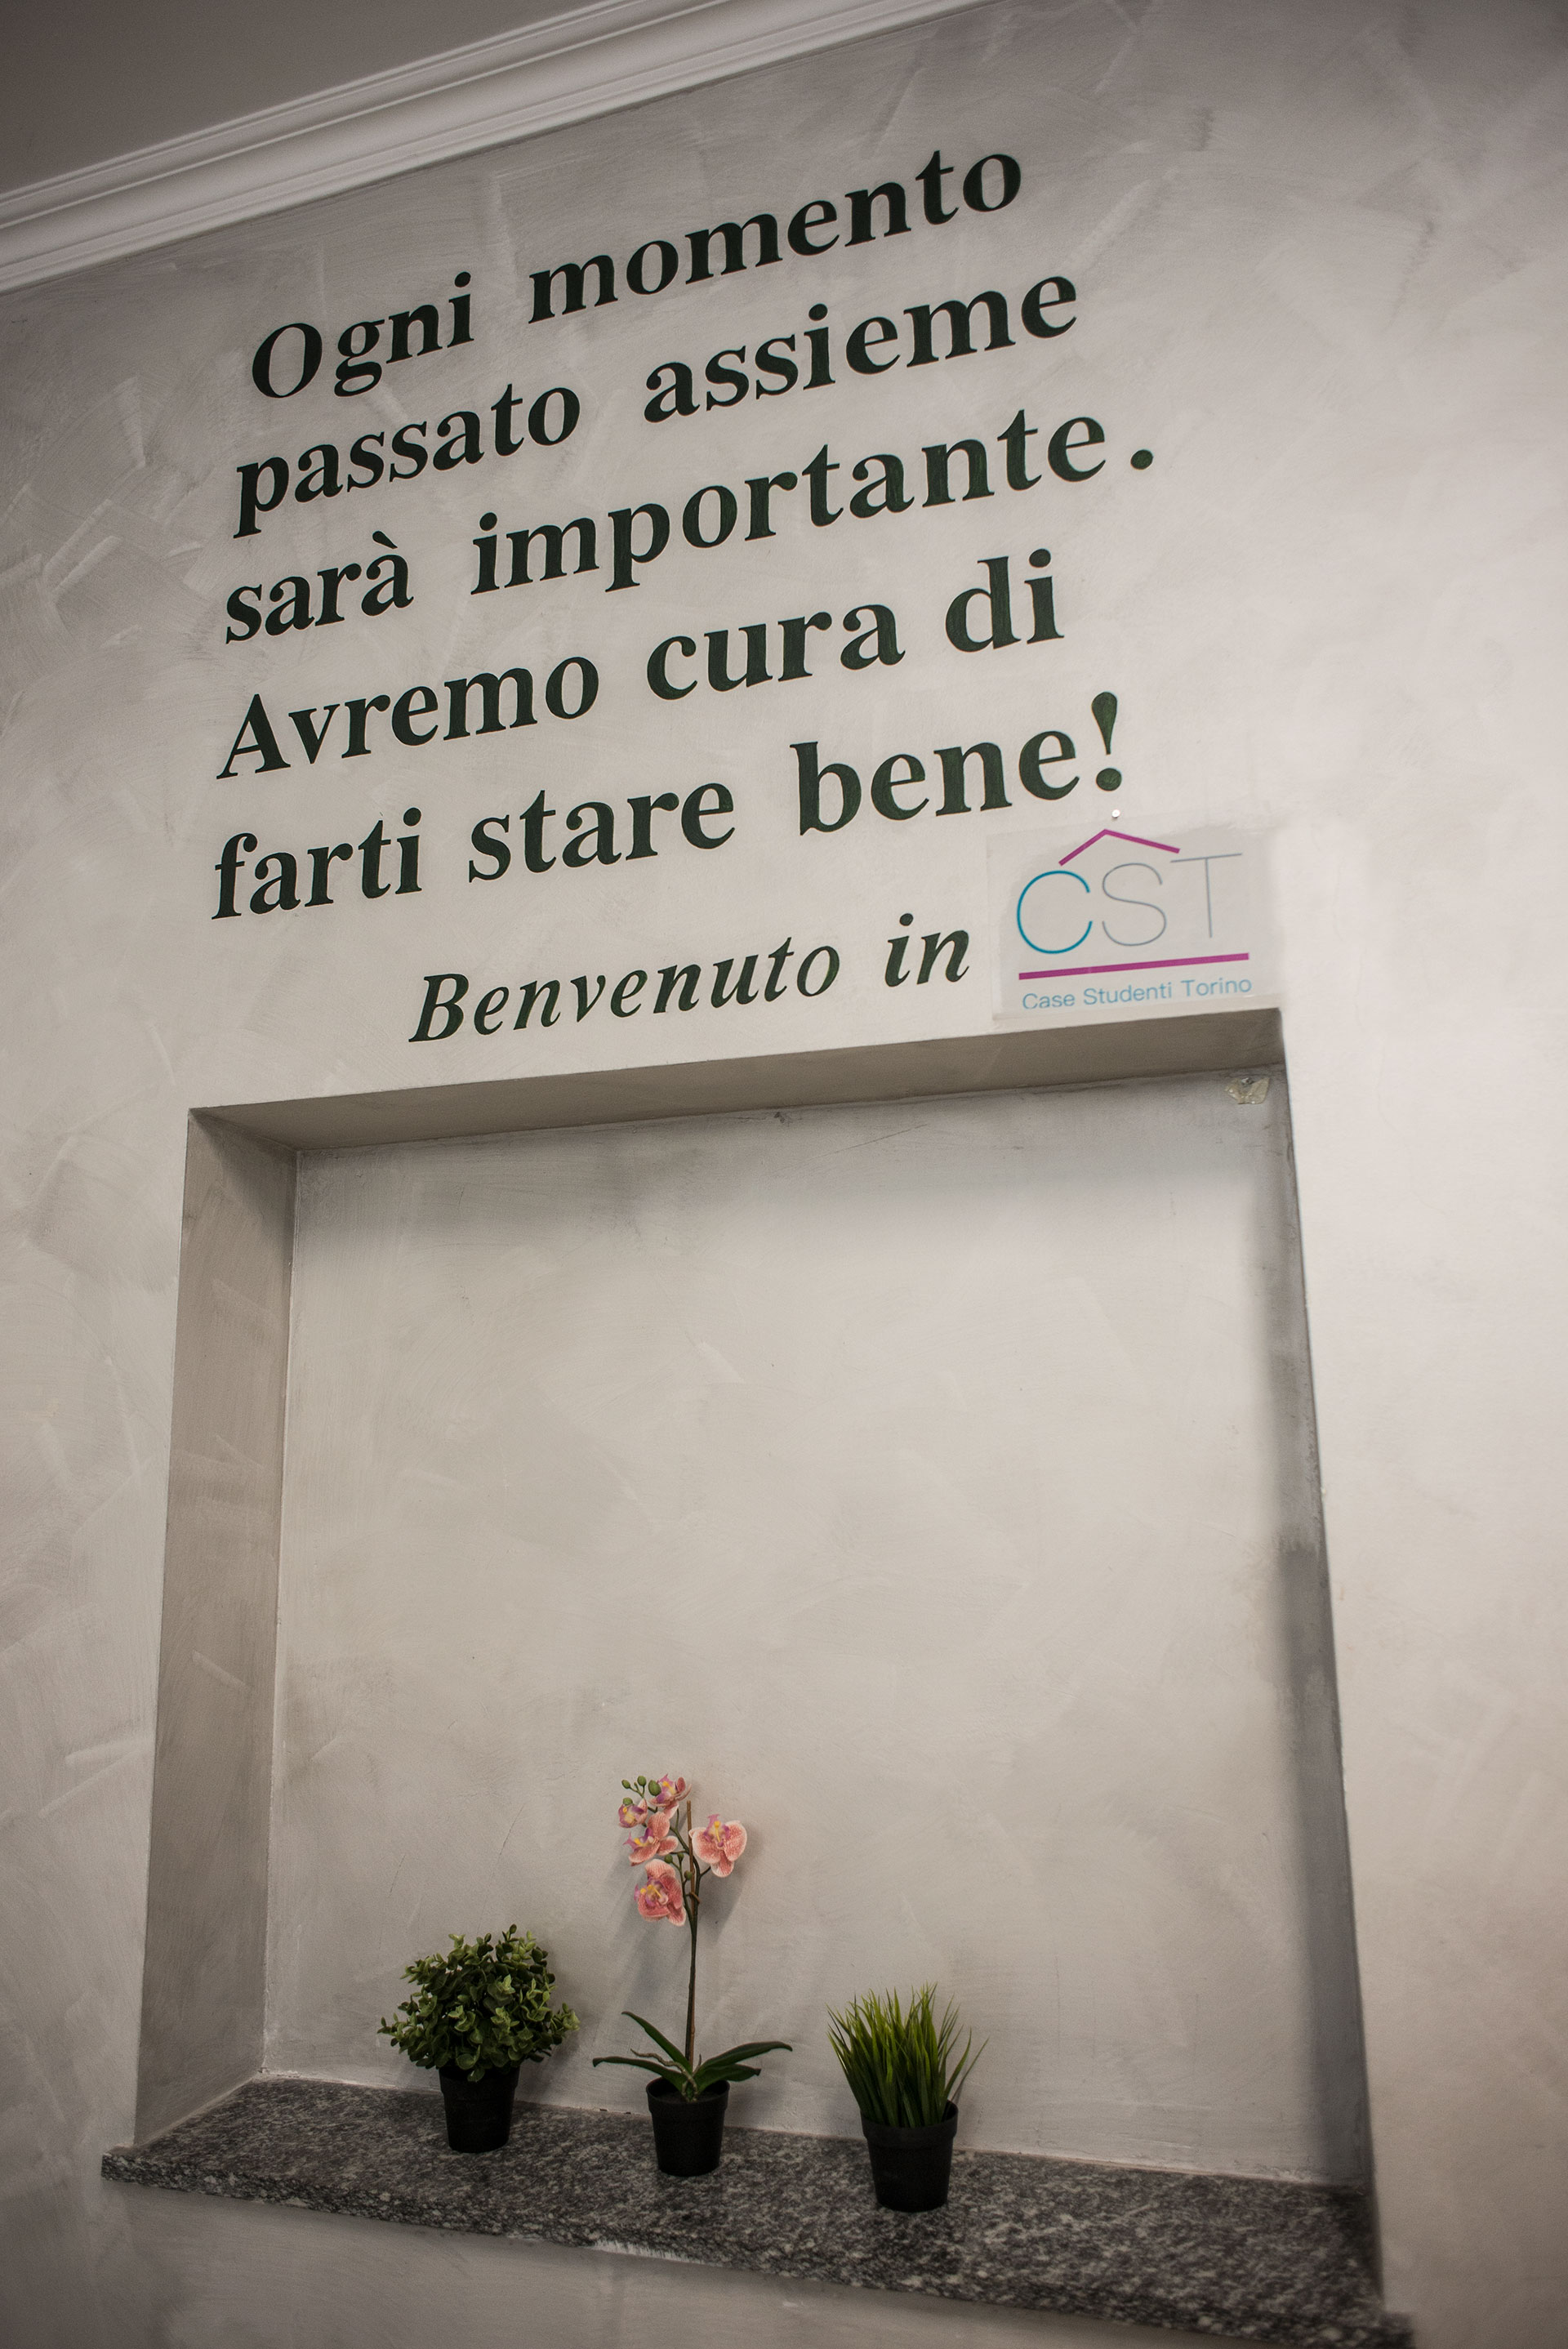 Ogni momento
passato assieme
sarà importante.
Avremo cura di
farti stare bene!
Benvenuto in
CST
Case Studenti Torino